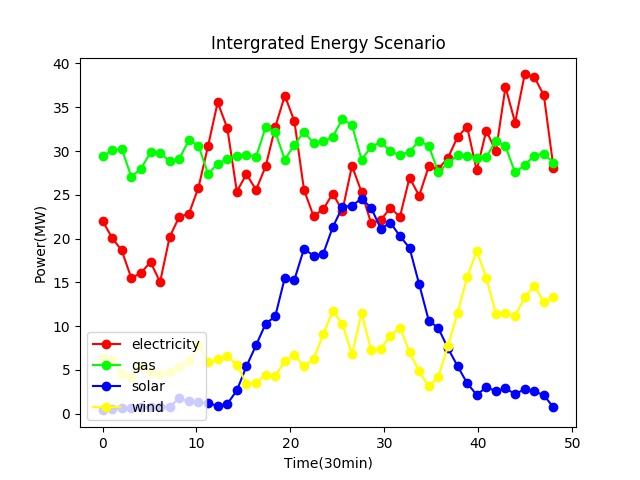 Intergrated Energy Scenario
Power(MW)
40
35
30
25
20
15
10
5
0
electricity
gas
solar
wind
0 10 20 30 40 50
Time(30min)